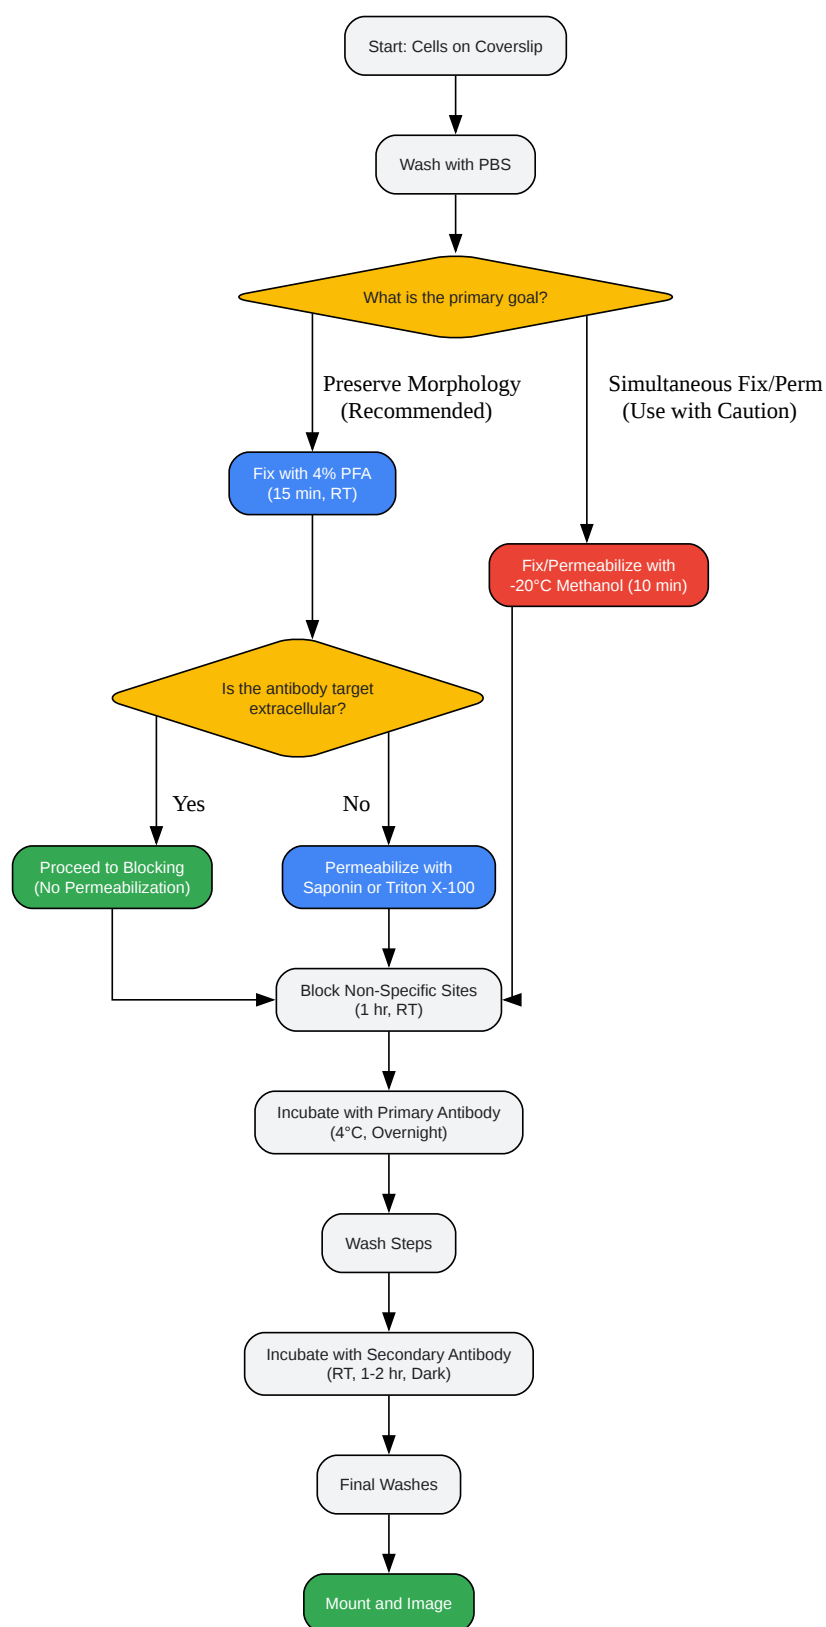 Start: Cells on Coverslip
Wash with PBS
What is the primary goal?
Preserve Morphology
(Recommended)
Simultaneous Fix/Perm
(Use with Caution)
Fix with 4% PFA
(15 min, RT)
Fix/Permeabilize with
-20°C Methanol (10 min)
Is the antibody target
extracellular?
Yes
No
Proceed to Blocking
(No Permeabilization)
Permeabilize with
Saponin or Triton X-100
Block Non-Specific Sites
(1 hr, RT)
Incubate with Primary Antibody
(4°C, Overnight)
Wash Steps
Incubate with Secondary Antibody
(RT, 1-2 hr, Dark)
Final Washes
Mount and Image